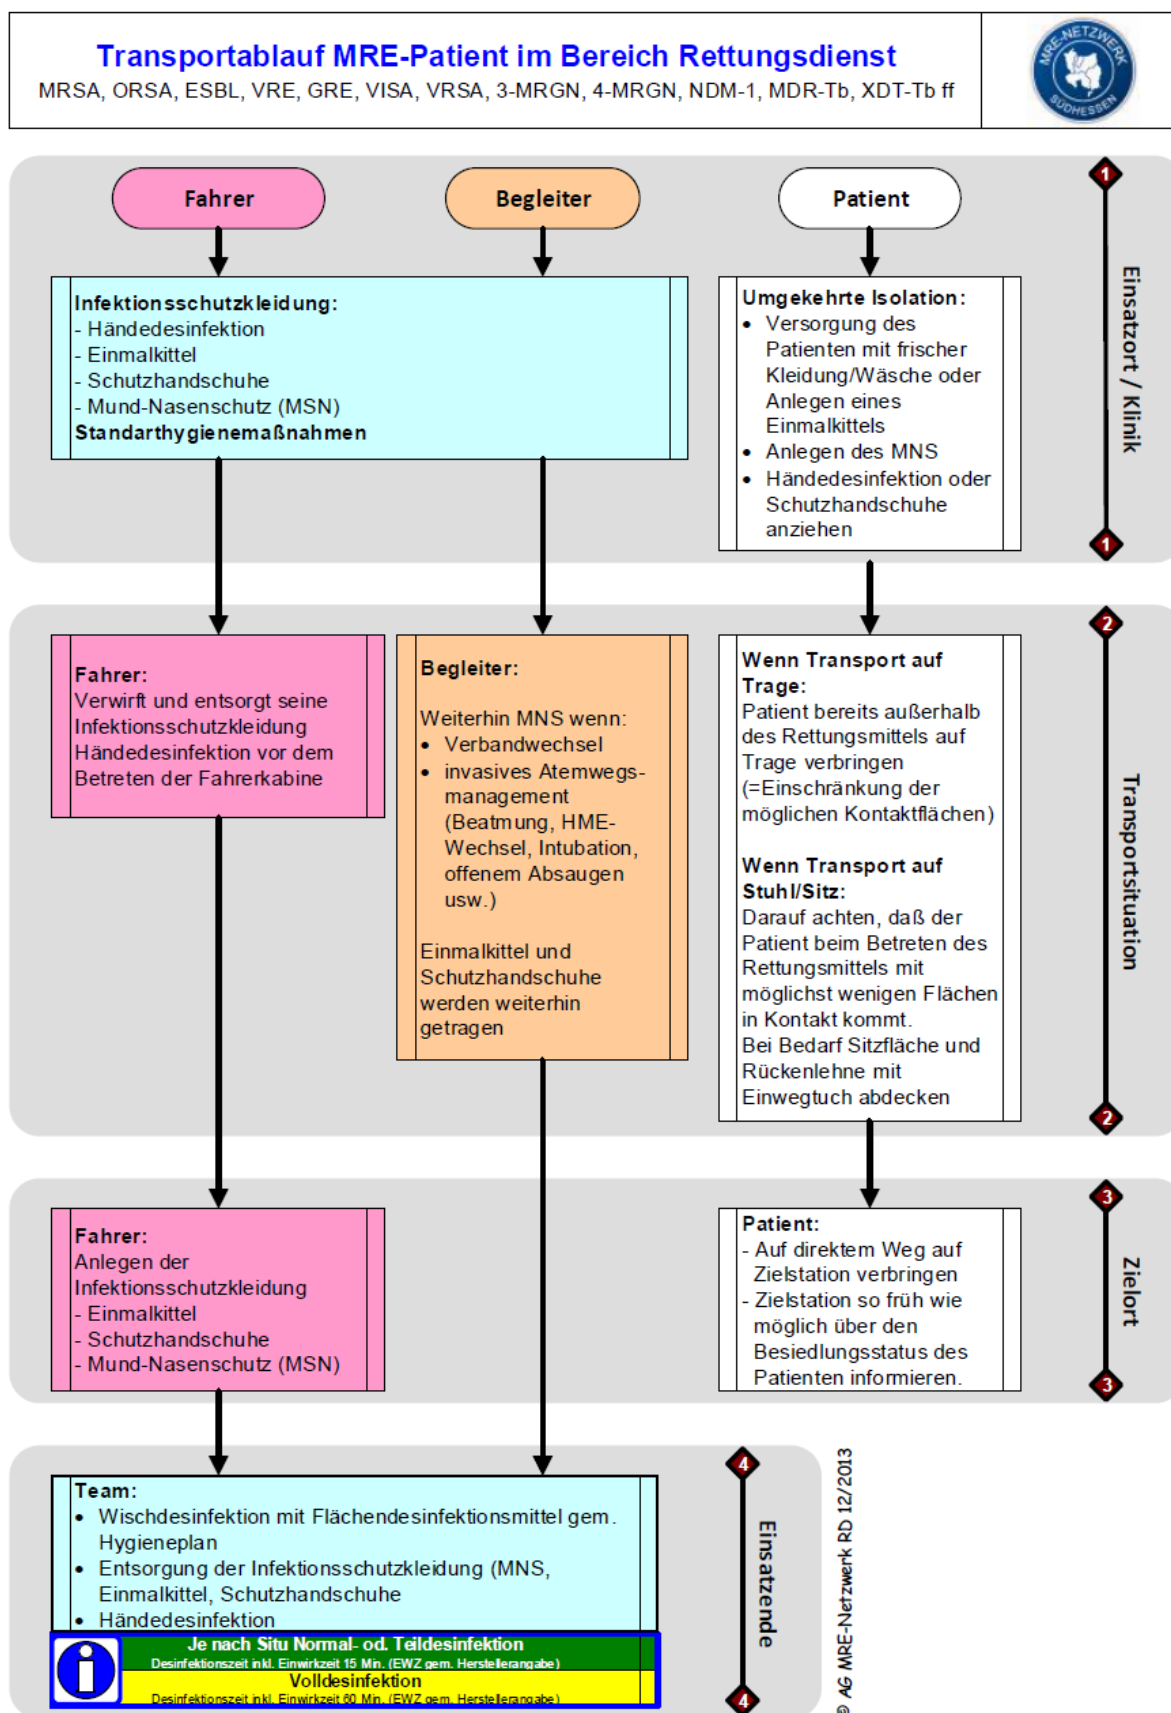 Transportablauf MRE-Patient im Bereich Rettungsdienst
MRSA, ORSA, ESBL, VRE, GRE, VISA, VRSA, 3-MRGN, 4-MRGN, NDM-1, MDR-Tb, XDT-Tb ff
MRE-NETZWERK
SÜDHESSEN
Fahrer
Begleiter
Patient
1
Einsatzort / Klinik
1
Infektionsschutzkleidung:
- Händedesinfektion
- Einmalkittel
- Schutzhandschuhe
- Mund-Nasenschutz (MSN)
Standarthygienemaßnahmen
Umgekehrte Isolation:
• Versorgung des
Patienten mit frischer
Kleidung/Wäsche oder
Anlegen eines
Einmalkittels
• Anlegen des MNS
• Händedesinfektion oder
Schutzhandschuhe
anziehen
2
Transportsituation
2
Fahrer:
Verwirft und entsorgt seine
Infektionsschutzkleidung
Händedesinfektion vor dem
Betreten der Fahrerkabine
Begleiter:
Weiterhin MNS wenn:
• Verbandwechsel
• invasives Atemwegs-
management
(Beatmung, HME-
Wechsel, Intubation,
offenem Absaugen
usw.)
Einmalkittel und
Schutzhandschuhe
werden weiterhin
getragen
Wenn Transport auf
Trage:
Patient bereits außerhalb
des Rettungsmittels auf
Trage verbringen
(=Einschränkung der
möglichen Kontaktflächen)
Wenn Transport auf
Stuhl/Sitz:
Darauf achten, daß der
Patient beim Betreten des
Rettungsmittels mit
möglichst wenigen Flächen
in Kontakt kommt.
Bei Bedarf Sitzfläche und
Rückenlehne mit
Einwegtuch abdecken
3
Zielort
3
Fahrer:
Anlegen der
Infektionsschutzkleidung
- Einmalkittel
- Schutzhandschuhe
- Mund-Nasenschutz (MSN)
Patient:
- Auf direktem Weg auf
Zielstation verbringen
- Zielstation so früh wie
möglich über den
Besiedlungsstatus des
Patienten informieren.
4
Einsatzende
4
Team:
• Wischdesinfektion mit Flächendesinfektionsmittel gem.
Hygieneplan
• Entsorgung der Infektionsschutzkleidung (MNS,
Einmalkittel, Schutzhandschuhe
• Händedesinfektion
i
Je nach Situ Normal- od. Teildesinfektion
Desinfektionszeit inkl. Einwirkzeit 15 Min. (EWZ gem. Herstellerangabe)
Volldesinfektion
Desinfektionszeit inkl. Einwirkzeit 60 Min. (EWZ gem. Herstellerangabe)
© AG MRE-Netzwerk RD 12/2013